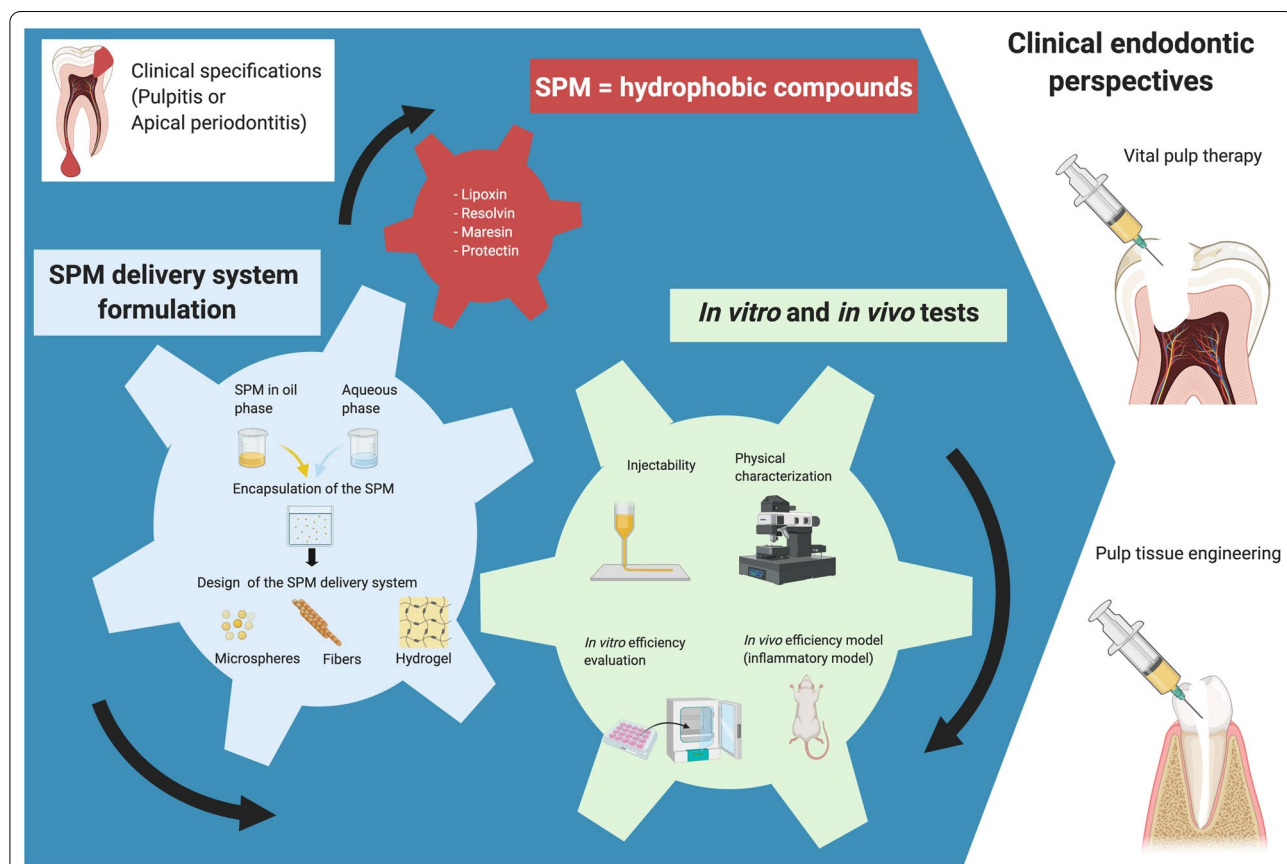 Clinical specifications
(Pulpitis or
Apical periodontitis)
SPM = hydrophobic compounds
- Lipoxin
- Resolvin
- Maresin
- Protectin
SPM delivery system
formulation
SPM in oil
phase
Aqueous
phase
Encapsulation of the SPM
Design of the SPM delivery system
Microspheres
Fibers
Hydrogel
In vitro and in vivo tests
Injectability
Physical
characterization
In vitro efficiency
evaluation
In vivo efficiency model
(inflammatory model)
Clinical endodontic
perspectives
Vital pulp therapy
Pulp tissue engineering